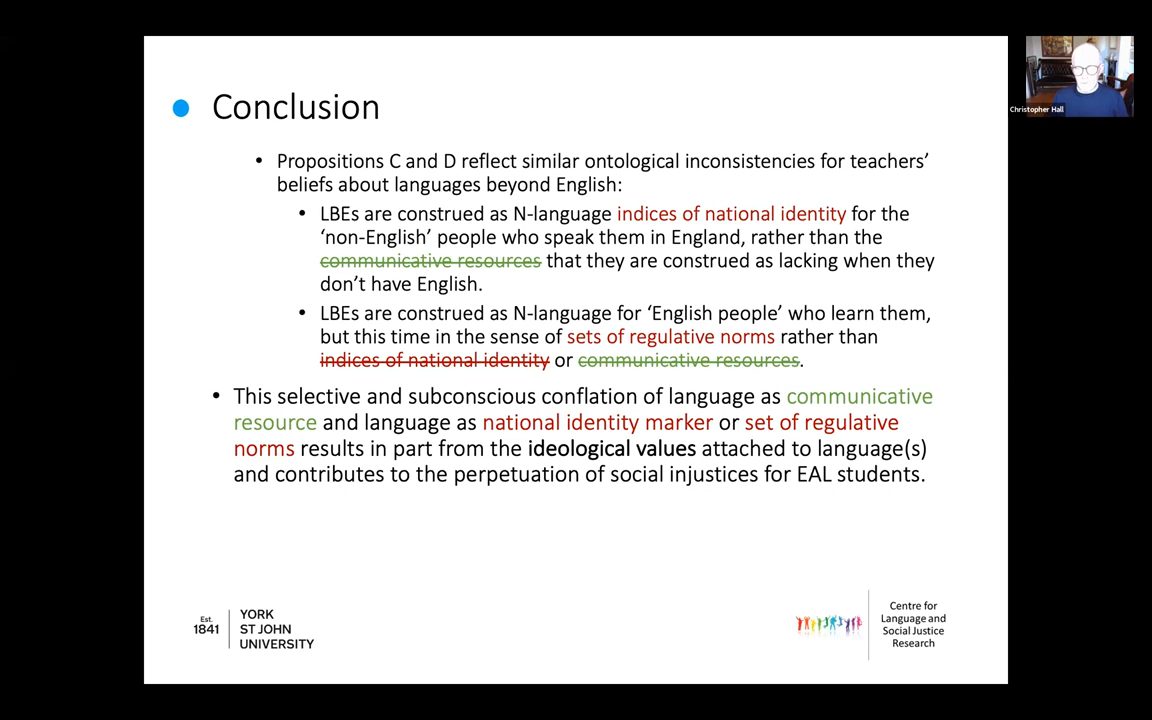 Conclusion
• Propositions C and D reflect similar ontological inconsistencies for teachers’
beliefs about languages beyond English:
• LBEs are construed as N-language indices of national identity for the
‘non-English’ people who speak them in England, rather than the
communicative resources that they are construed as lacking when they
don’t have English.
• LBEs are construed as N-language for ‘English people’ who learn them,
but this time in the sense of sets of regulative norms rather than
indices of national identity or communicative resources.
• This selective and subconscious conflation of language as communicative
resource and language as national identity marker or set of regulative
norms results in part from the ideological values attached to language(s)
and contributes to the perpetuation of social injustices for EAL students.
Est.
1841
YORK
ST JOHN
UNIVERSITY
Centre for
Language and
Social Justice
Research
Christopher Hall